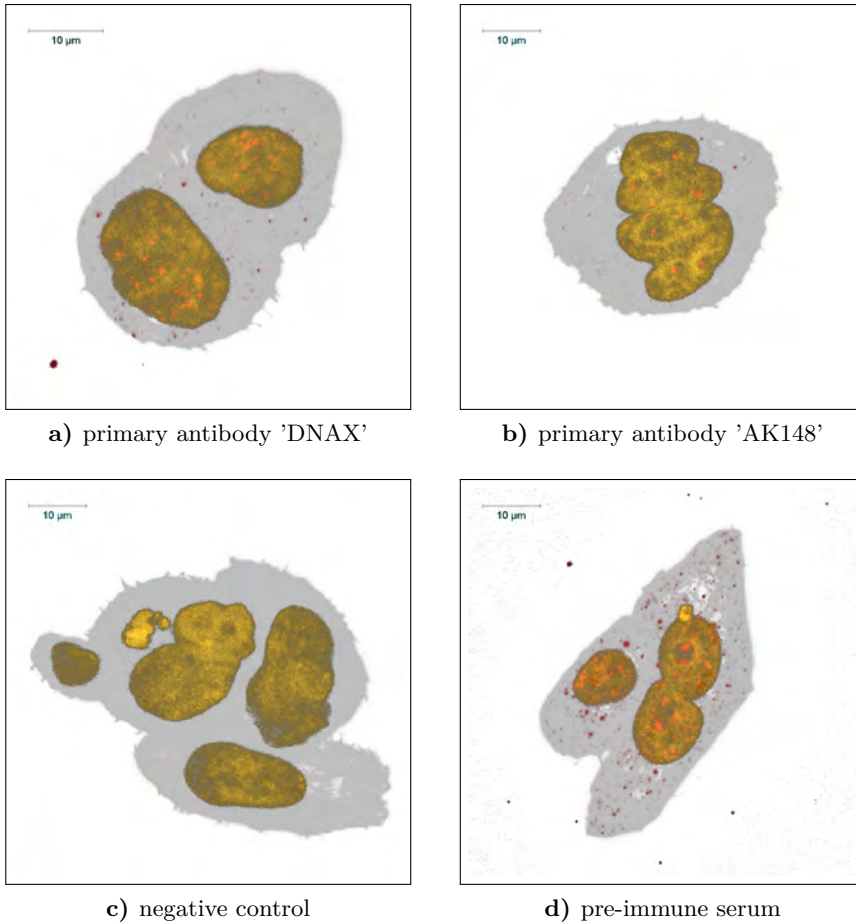 10 µm
10 µm
a) primary antibody 'DNAX'
b) primary antibody 'AK148'
10 µm
10 µm
c) negative control
d) pre-immune serum